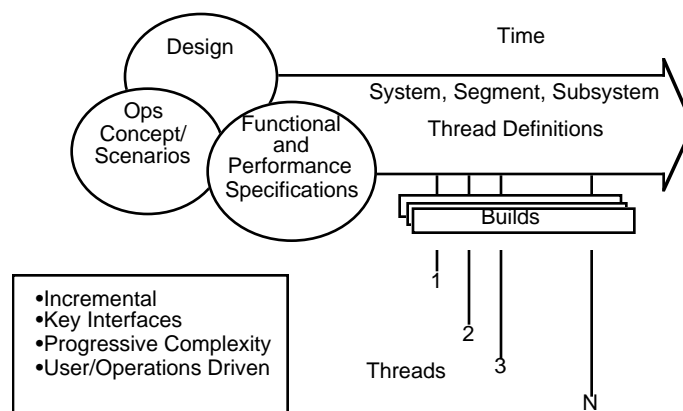 Design
Time
System, Segment, Subsystem
Ops
Concept/
Scenarios
Functional
and
Performance
Specifications
Thread Definitions
Builds
1
2
3
N
Threads
•Incremental
•Key Interfaces
•Progressive Complexity
•User/Operations Driven